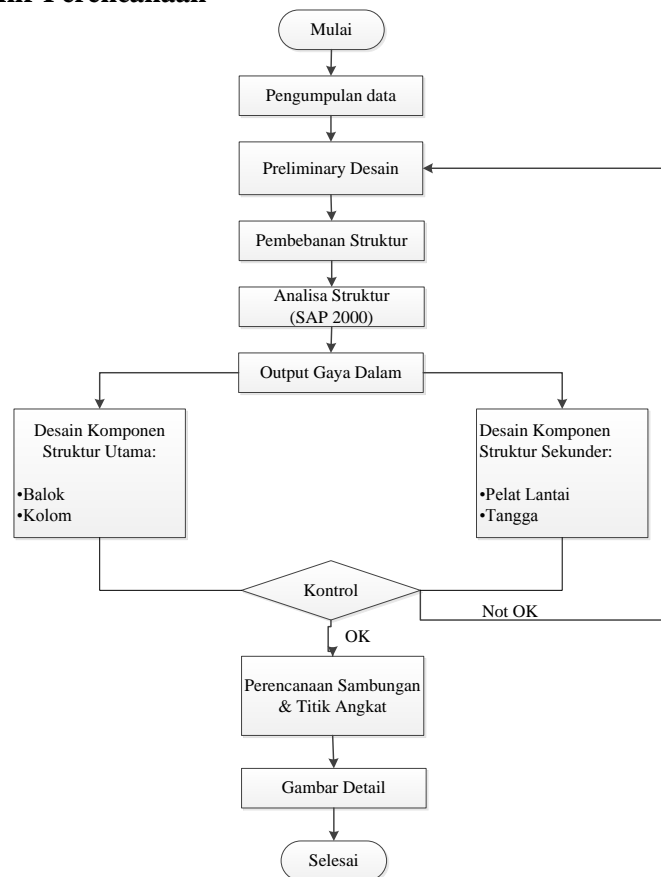 Perencanaan
Mulai
Pengumpulan data
Preliminary Desain
Pembebanan Struktur
Analisa Struktur
(SAP 2000)
Output Gaya Dalam
Desain Komponen
Struktur Utama:
•Balok
•Kolom
Desain Komponen
Struktur Sekunder:
•Pelat Lantai
•Tangga
Kontrol
Not OK
OK
Perencanaan Sambungan
& Titik Angkat
Gambar Detail
Selesai